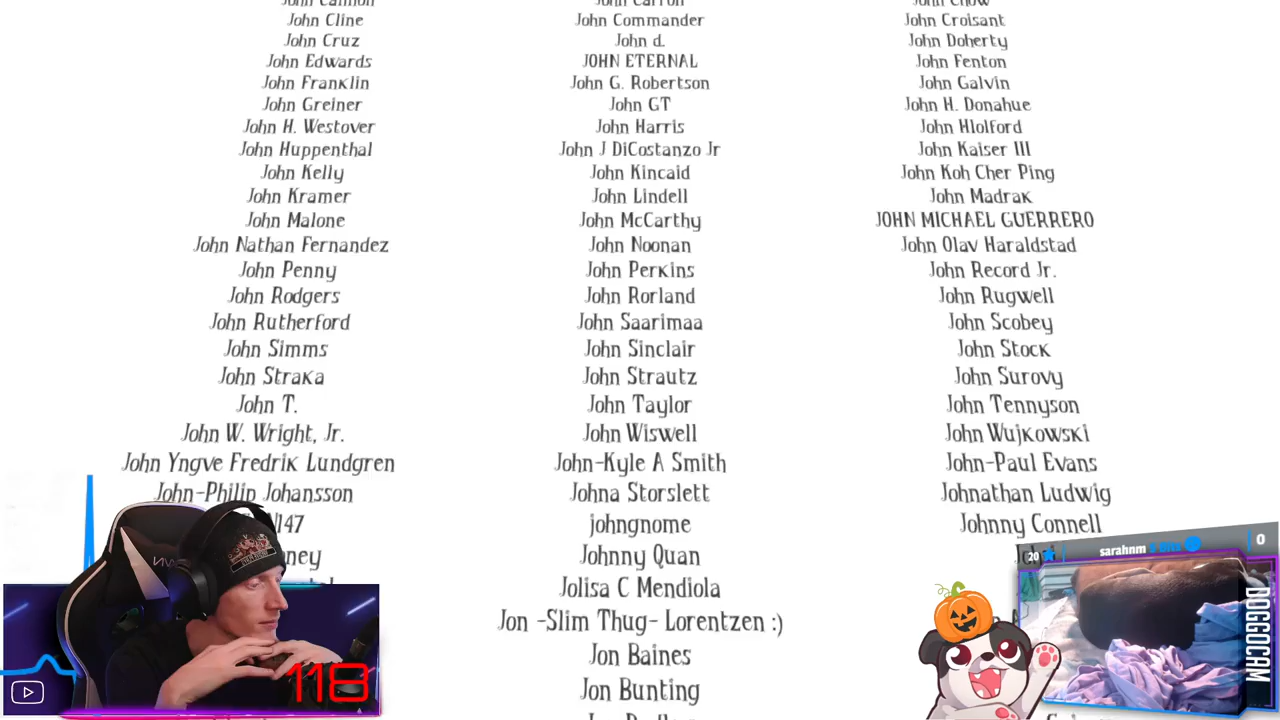 John Cannon John Carron John Chow
John Cline John Commander John Croisant
John Cruz John d. John Doherty
John Edwards JOHN ETERNAL John Fenton
John Franklin John G. Robertson John Galvin
John Greiner John GT John H. Donahue
John H. Westover John Harris John Hlolford
John Huppenthal John J DiCostanzo Jr John Kaiser III
John Kelly John Kincaid John Koh Cher Ping
John Kramer John Lindell John Madrak
John Malone John McCarthy JOHN MICHAEL GUERRERO
John Nathan Fernandez John Noonan John Olav Haraldstad
John Penny John Perkins John Record Jr.
John Rodgers John Rorland John Rugwell
John Rutherford John Saarimaa John Scobey
John Simms John Sinclair John Stock
John Straka John Strautz John Surovy
John T. John Taylor John Tennyson
John W. Wright, Jr. John Wiswell John Wujkowski
John Yngve Fredrik Lundgren John-Kyle A Smith John-Paul Evans
John-Philip Johansson Johna Storslett Johnathan Ludwig
johngnome Johnny Connell
Johnny Quan
Jolisa C Mendiola
Jon -Slim Thug- Lorentzen :)
Jon Baines
Jon Bunting
118
20 sarahnm 0
DOGGOCAM